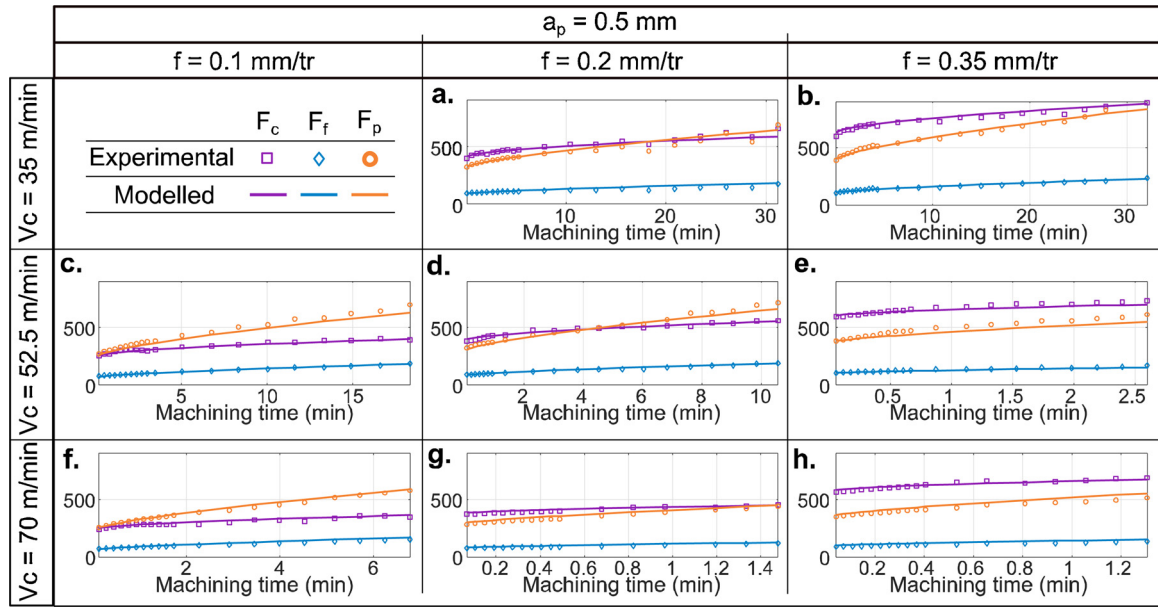 a_p = 0.5 mm
f = 0.1 mm/tr f = 0.2 mm/tr f = 0.35 mm/tr
Vc = 35 m/min
F_c F_f F_p
Experimental
Modelled
a.
500
0
10 20 30
Machining time (min)
b.
500
0
10 20 30
Machining time (min)
Vc = 52.5 m/min
c.
500
0
5 10 15
Machining time (min)
d.
500
0
2 4 6 8 10
Machining time (min)
e.
500
0
0.5 1 1.5 2 2.5
Machining time (min)
Vc = 70 m/min
f.
500
0
2 4 6
Machining time (min)
g.
500
0
0.2 0.4 0.6 0.8 1 1.2 1.4
Machining time (min)
h.
500
0
0.2 0.4 0.6 0.8 1 1.2
Machining time (min)